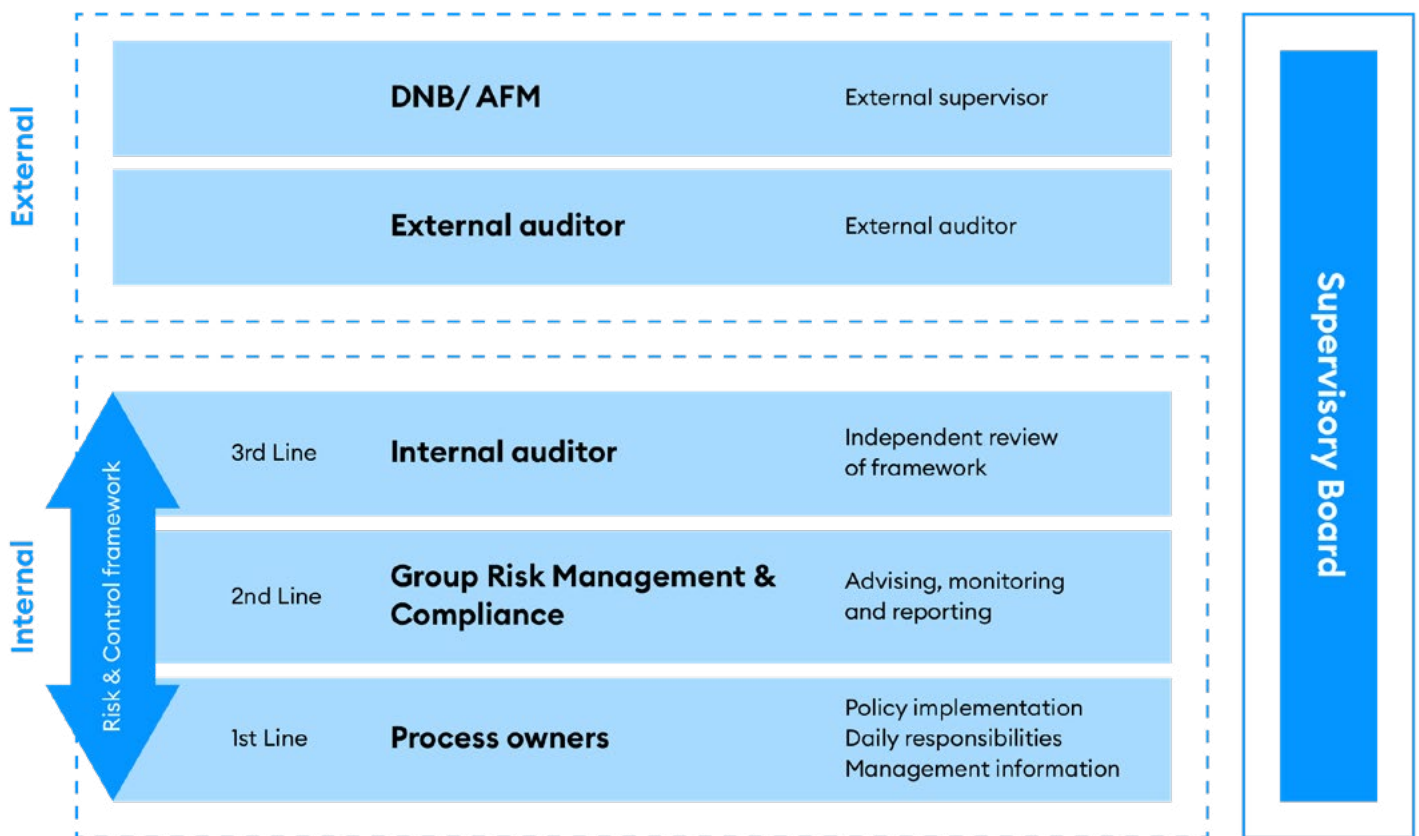 External
DNB/ AFM
External supervisor
External auditor
External auditor
Internal
Risk & Control framework
3rd Line
Internal auditor
Independent review
of framework
2nd Line
Group Risk Management &
Compliance
Advising, monitoring
and reporting
1st Line
Process owners
Policy implementation
Daily responsibilities
Management information
Supervisory Board